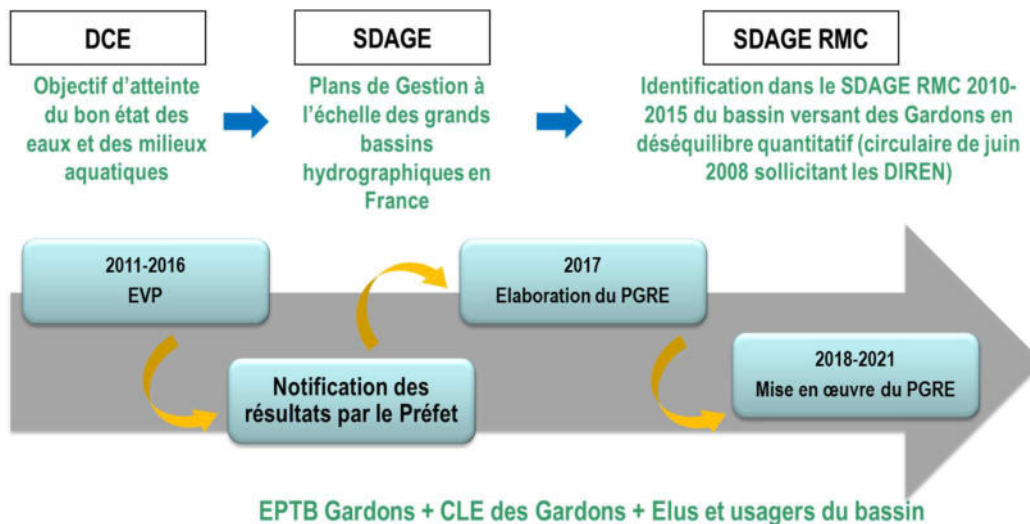 DCE
Objectif d'atteinte
du bon état des
eaux et des milieux
aquatiques
SDAGE
Plans de Gestion à
l'échelle des grands
bassins
hydrographiques en
France
SDAGE RMC
Identification dans le SDAGE RMC 2010-
2015 du bassin versant des Gardons en
déséquilibre quantitatif (circulaire de juin
2008 sollicitant les DIREN)
2011-2016
EVP
Notification des
résultats par le Préfet
2017
Elaboration du PGRE
2018-2021
Mise en œuvre du PGRE
EPTB Gardons + CLE des Gardons + Elus et usagers du bassin